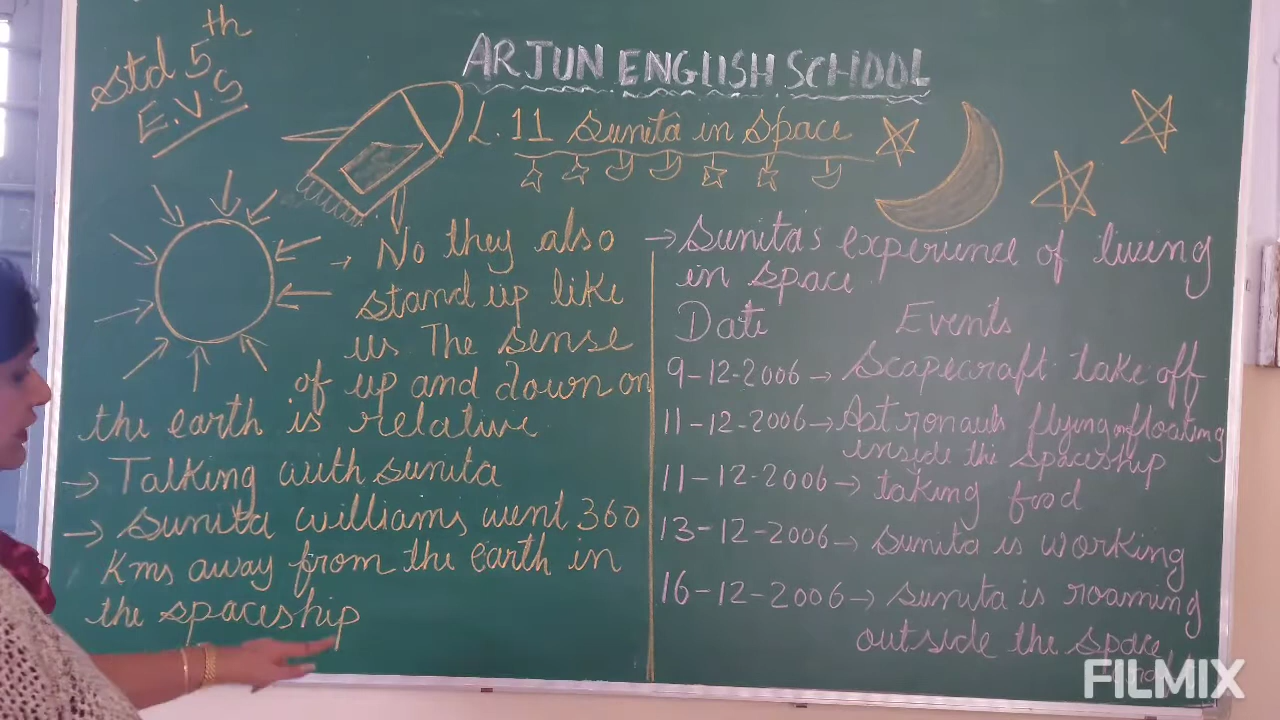 Std 5th
E.V.S
ARJUN ENGLISH SCHOOL
L. 11 Sunita in Space
→ No they also
stand up like
us. The sense
of up and down on
the earth is relative
→ Talking with sunita
→ Sunita williams went 360
Kms away from the earth in
the spaceship
→ Sunita's experience of living
in space
Date Events
9-12-2006 → Scapecraft take off
11-12-2006 → Astronauts flying or floating
inside the spaceship
11-12-2006 → taking food
13-12-2006 → sunita is working
16-12-2006 → sunita is roaming
outside the space
FILMIX